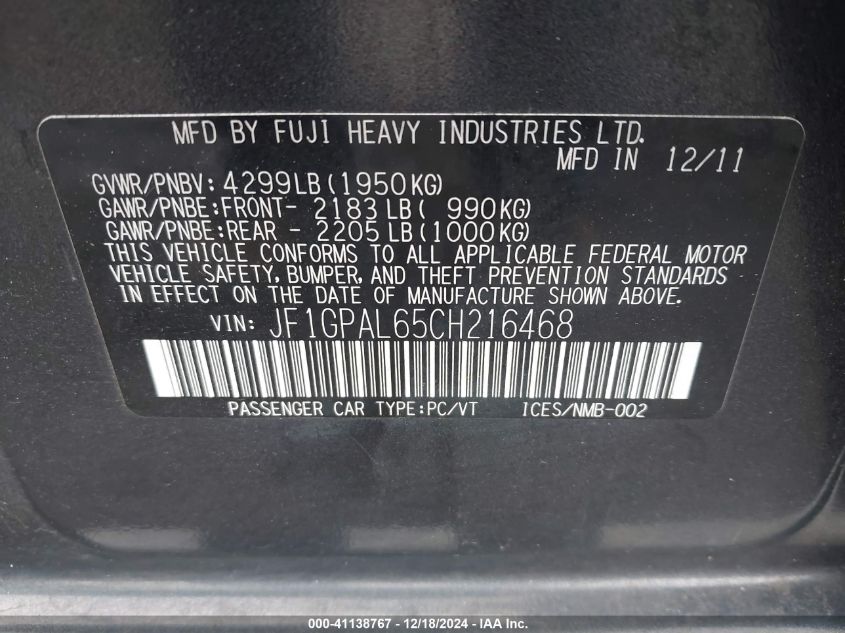 MFD BY FUJI HEAVY INDUSTRIES LTD.
MFD IN 12/11
GVWR/PNBV: 4299LB(1950KG)
GAWR/PNBE:FRONT- 2183 LB( 990KG)
GAWR/PNBE:REAR - 2205 LB(1000KG)
THIS VEHICLE CONFORMS TO ALL APPLICABLE FEDERAL MOTOR
VEHICLE SAFETY, BUMPER, AND THEFT PREVENTION STANDARDS
IN EFFECT ON THE DATE OF MANUFACTURE SHOWN ABOVE.
VIN: JF1GPAL65CH216468
PASSENGER CAR TYPE:PC/VT ICES/NMB-002
000-41138767 - 12/18/2024 - IAA Inc.